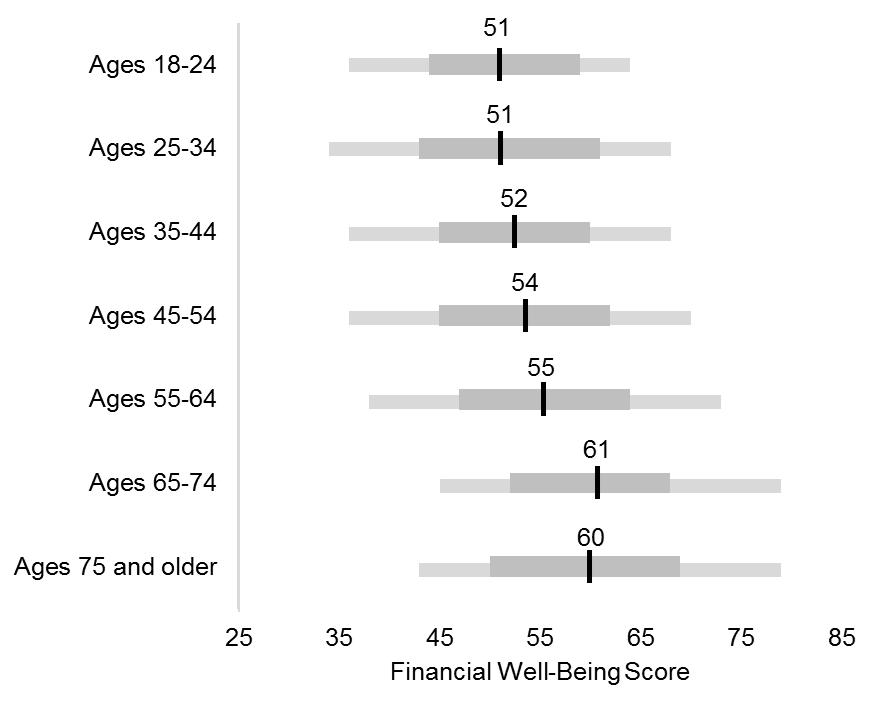 51
Ages 18-24
51
Ages 25-34
52
Ages 35-44
54
Ages 45-54
55
Ages 55-64
61
Ages 65-74
60
Ages 75 and older
25 35 45 55 65 75 85
Financial Well-Being Score